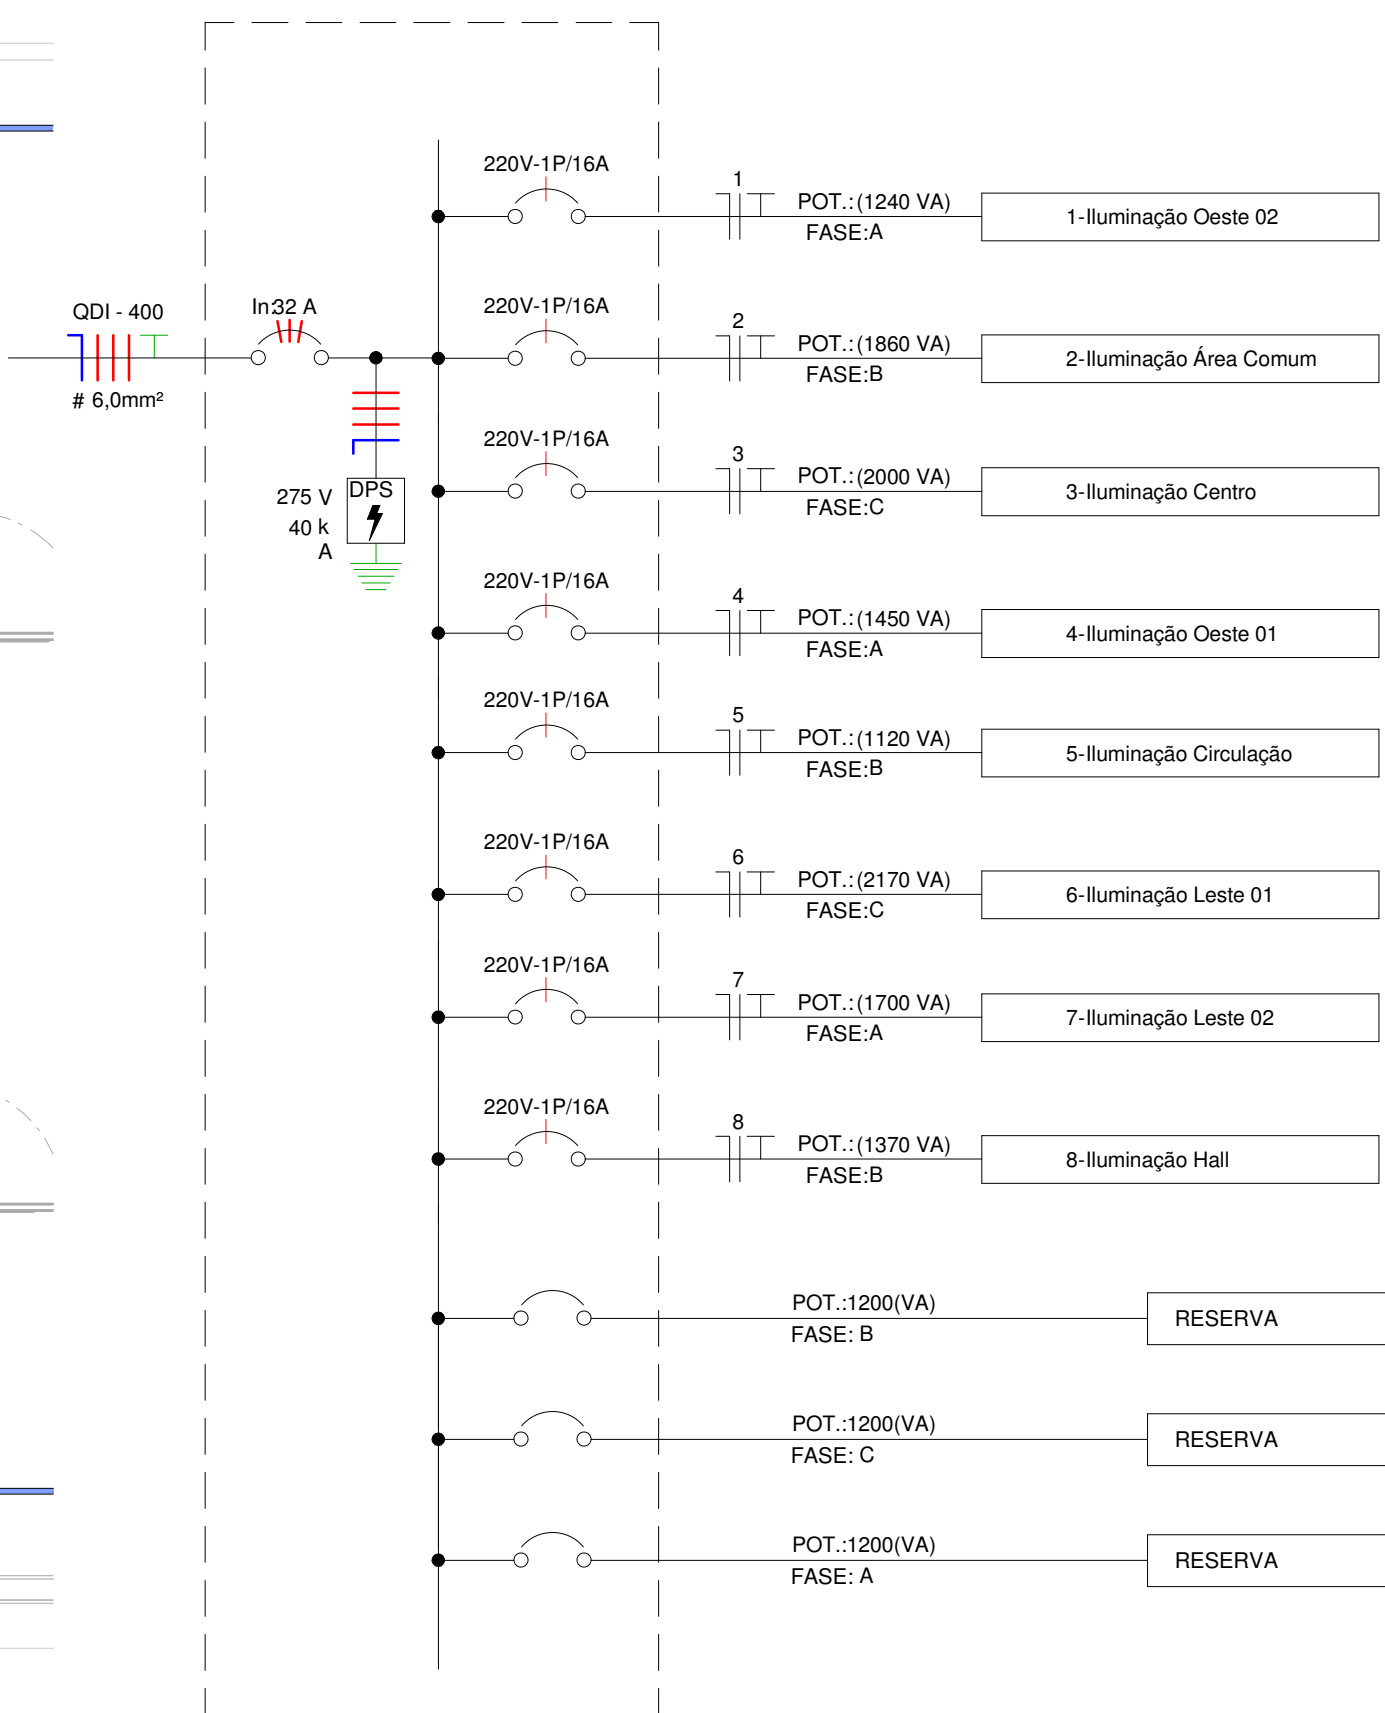 220V-1P/16A
1
POT.:(1240 VA)
FASE:A
1-Iluminação Oeste 02
QDI - 400
# 6,0mm²
In:32 A
220V-1P/16A
2
POT.:(1860 VA)
FASE:B
2-Iluminação Área Comum
220V-1P/16A
3
POT.:(2000 VA)
FASE:C
3-Iluminação Centro
275 V
40 k
A
DPS
220V-1P/16A
4
POT.:(1450 VA)
FASE:A
4-Iluminação Oeste 01
220V-1P/16A
5
POT.:(1120 VA)
FASE:B
5-Iluminação Circulação
220V-1P/16A
6
POT.:(2170 VA)
FASE:C
6-Iluminação Leste 01
220V-1P/16A
7
POT.:(1700 VA)
FASE:A
7-Iluminação Leste 02
220V-1P/16A
8
POT.:(1370 VA)
FASE:B
8-Iluminação Hall
POT.:1200(VA)
FASE: B
RESERVA
POT.:1200(VA)
FASE: C
RESERVA
POT.:1200(VA)
FASE: A
RESERVA